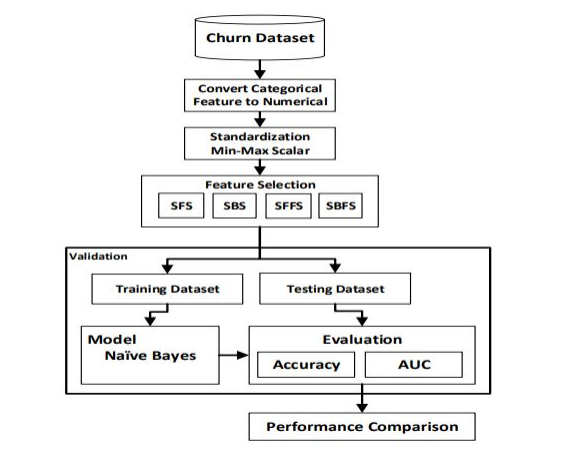 Churn Dataset
Convert Categorical
Feature to Numerical
Standardization
Min-Max Scalar
Feature Selection
SFS SBS SFFS SBFS
Validation
Training Dataset Testing Dataset
Model
Naïve Bayes
Evaluation
Accuracy AUC
Performance Comparison